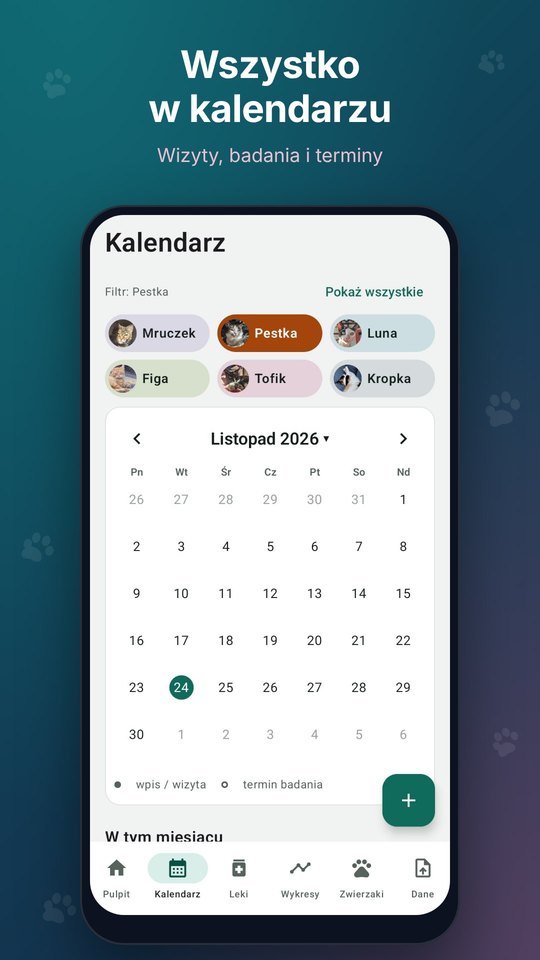 Wszystko
w kalendarzu
Wizyty, badania i terminy
Kalendarz
Filtr: Pestka Pokaż wszystkie
Mruczek Pestka Luna
Figa Tofik Kropka
Listopad 2026
Pn Wt Śr Cz Pt So Nd
26 27 28 29 30 31 1
2 3 4 5 6 7 8
9 10 11 12 13 14 15
16 17 18 19 20 21 22
23 24 25 26 27 28 29
30 1 2 3 4 5 6
wpis / wizyta termin badania
W tym miesiącu
Pulpit Kalendarz Leki Wykresy Zwierzaki Dane